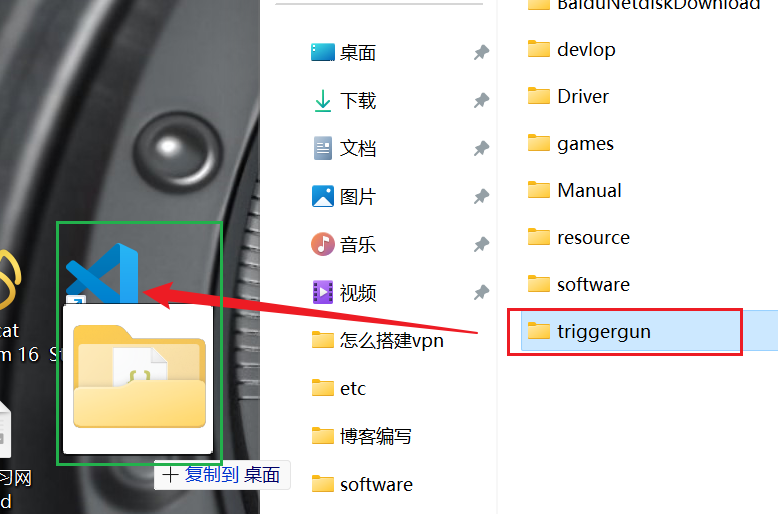 BaiduNetdiskDownload
桌面
devlop
下载
Driver
文档
games
图片
Manual
音乐
resource
视频
software
triggergun
怎么搭建vpn
etc
博客编写
software
cat
m 16
习网
d
复制到 桌面